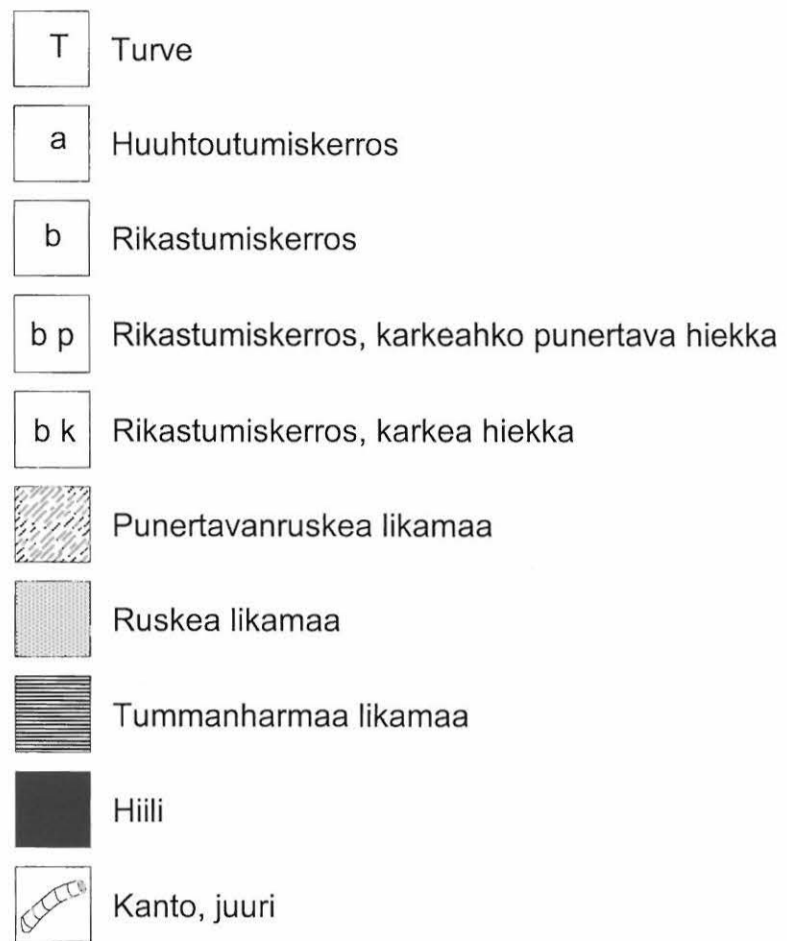 T Turve
a Huuhtoutumiskerros
b Rikastumiskerros
b p Rikastumiskerros, karkeahko punertava hiekka
b k Rikastumiskerros, karkea hiekka
Punertavanruskea likamaa
Ruskea likamaa
Tummanharmaa likamaa
Hiili
Kanto, juuri